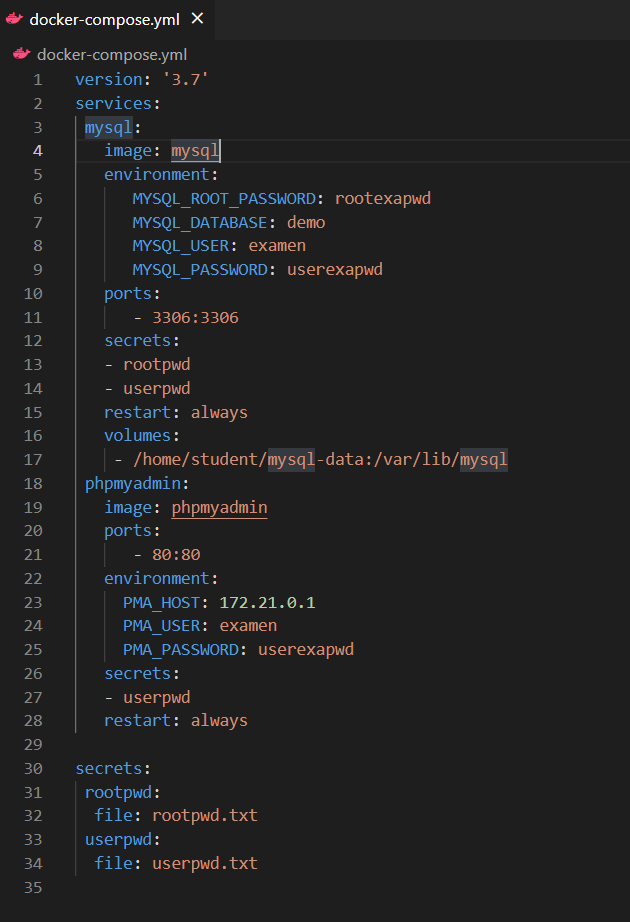 docker-compose.yml ✕
docker-compose.yml
1 version: '3.7'
2 services:
3  mysql:
4    image: mysql
5    environment:
6       MYSQL_ROOT_PASSWORD: rootexapwd
7       MYSQL_DATABASE: demo
8       MYSQL_USER: examen
9       MYSQL_PASSWORD: userexapwd
10    ports:
11       - 3306:3306
12    secrets:
13    - rootpwd
14    - userpwd
15    restart: always
16    volumes:
17     - /home/student/mysql-data:/var/lib/mysql
18  phpmyadmin:
19    image: phpmyadmin
20    ports:
21       - 80:80
22    environment:
23      PMA_HOST: 172.21.0.1
24      PMA_USER: examen
25      PMA_PASSWORD: userexapwd
26    secrets:
27    - userpwd
28    restart: always
29
30 secrets:
31  rootpwd:
32   file: rootpwd.txt
33  userpwd:
34   file: userpwd.txt
35